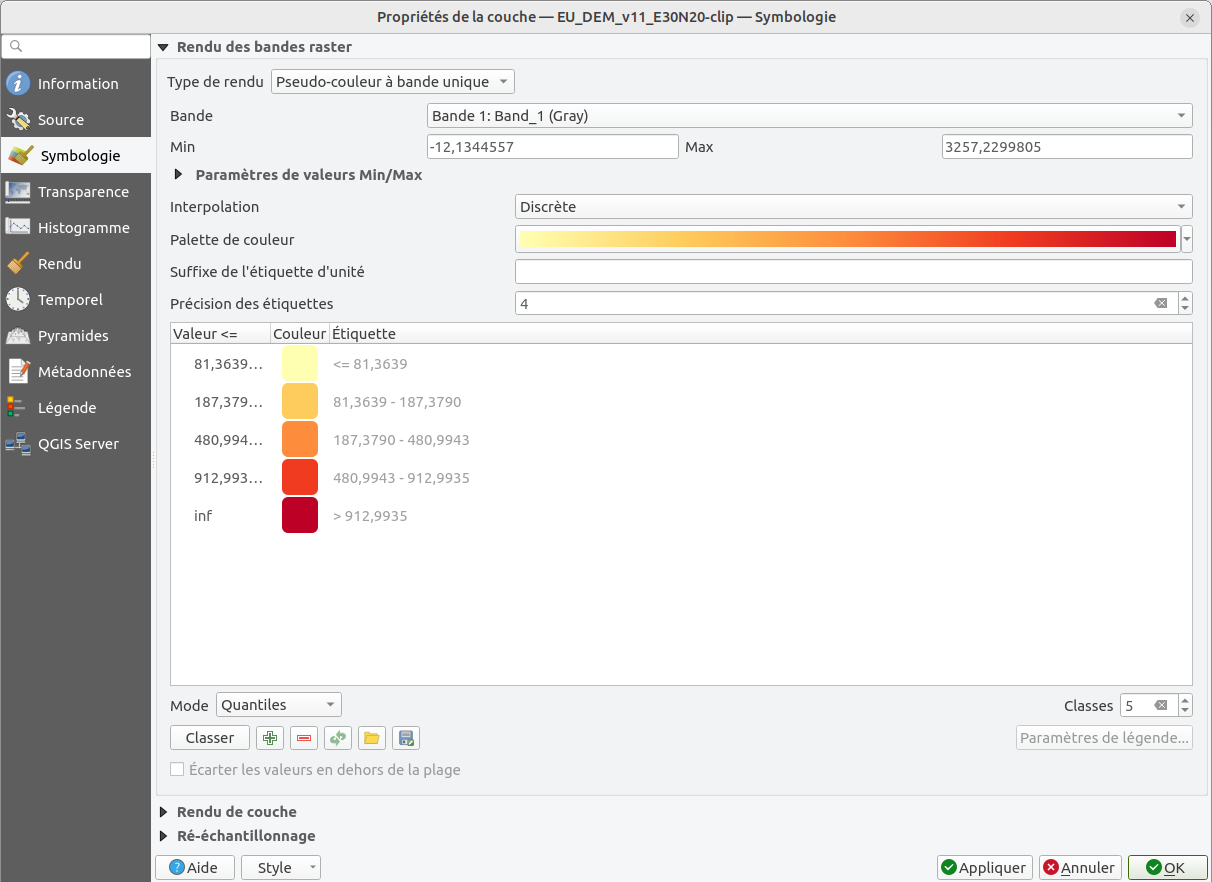 Propriétés de la couche — EU_DEM_v11_E30N20-clip — Symbologie
Information
Source
Symbologie
Transparence
Histogramme
Rendu
Temporel
Pyramides
Métadonnées
Légende
QGIS Server
Rendu des bandes raster
Type de rendu Pseudo-couleur à bande unique
Bande Bande 1: Band_1 (Gray)
Min -12,1344557 Max 3257,2299805
Paramètres de valeurs Min/Max
Interpolation Discrète
Palette de couleur
Suffixe de l'étiquette d'unité
Précision des étiquettes 4
Valeur <= Couleur Étiquette
81,3639… <= 81,3639
187,379… 81,3639 - 187,3790
480,994… 187,3790 - 480,9943
912,993… 480,9943 - 912,9935
inf > 912,9935
Mode Quantiles Classes 5
Classer Paramètres de légende…
Écarter les valeurs en dehors de la plage
Rendu de couche
Ré-échantillonnage
Aide Style Appliquer Annuler OK